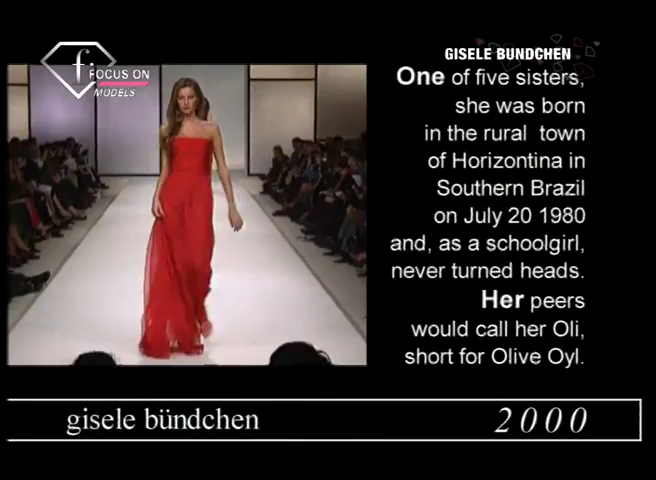 f
FOCUS ON
MODELS
GISELE BUNDCHEN
One of five sisters,
she was born
in the rural town
of Horizontina in
Southern Brazil
on July 20 1980
and, as a schoolgirl,
never turned heads.
Her peers
would call her Oli,
short for Olive Oyl.
gisele bündchen
2000